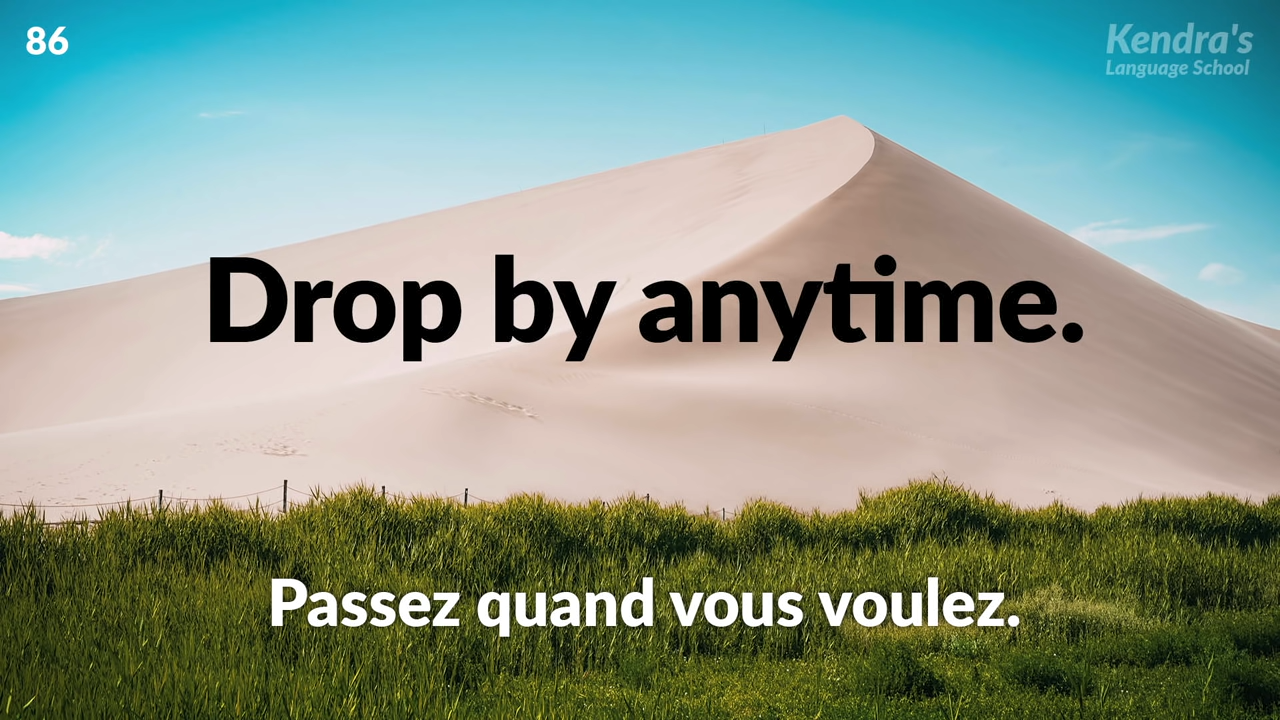 86
Kendra's
Language School
Drop by anytime.
Passez quand vous voulez.